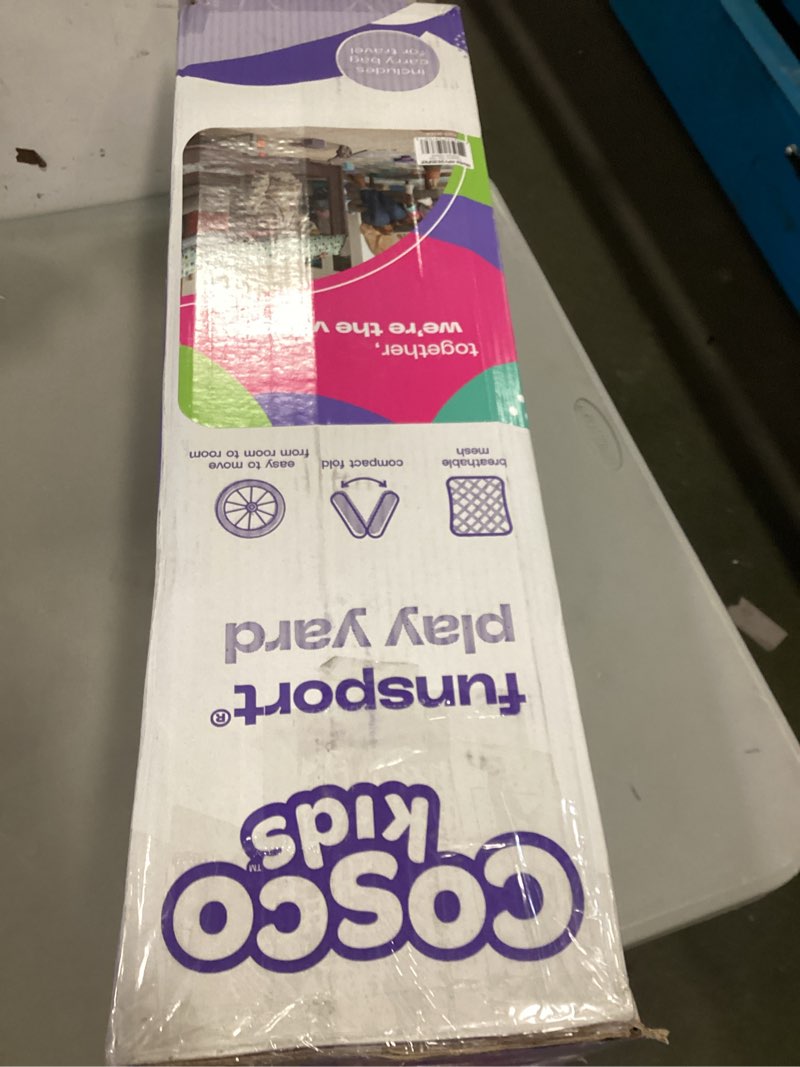 cosco
kids™
funsport®
play yard
breathable
mesh
compact fold
easy to move
from room to room
together,
we're the
includes
carry bag
for travel